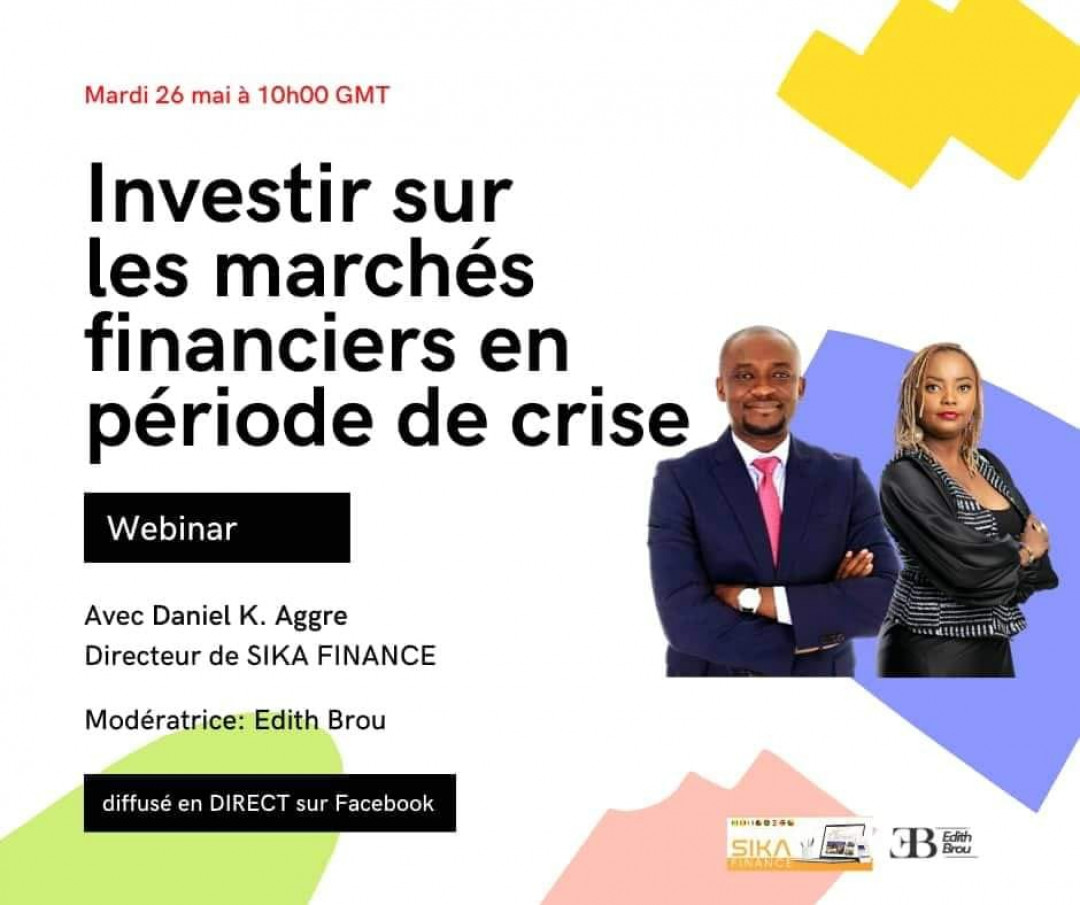 Mardi 26 mai à 10h00 GMT
Investir sur
les marchés
financiers en
période de crise
Webinar
Avec Daniel K. Aggre
Directeur de SIKA FINANCE
Modératrice: Edith Brou
diffusé en DIRECT sur Facebook
SIKA
FINANCE
EB
Edith
Brou